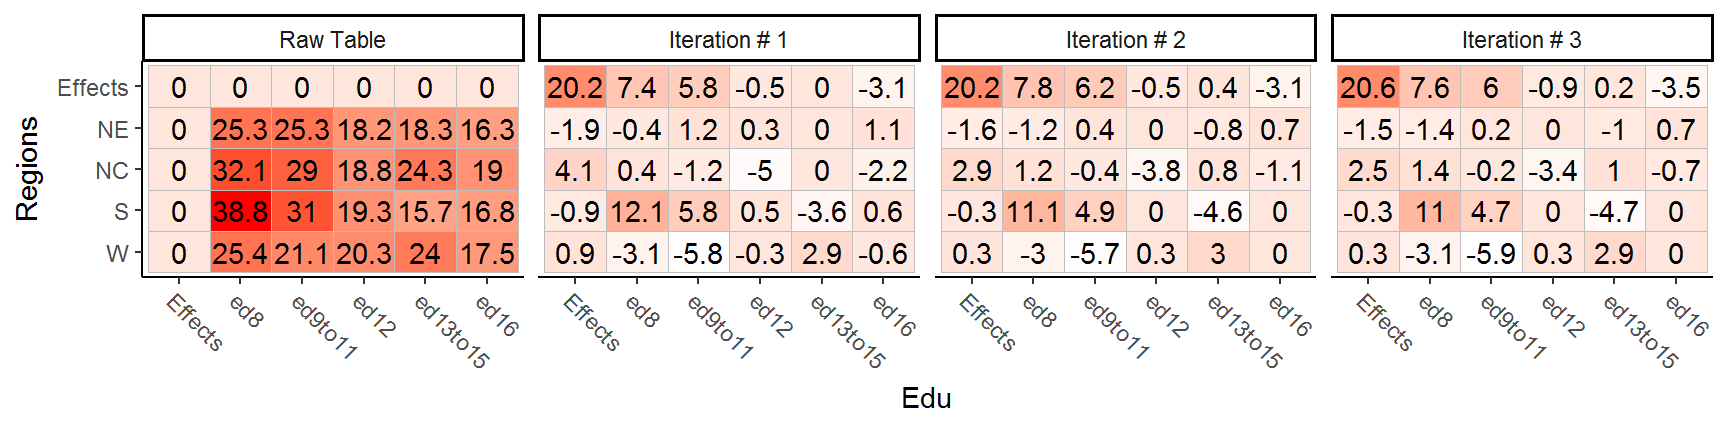 Raw Table Iteration # 1 Iteration # 2 Iteration # 3
Effects 0 0 0 0 0 0 20.2 7.4 5.8 -0.5 0 -3.1 20.2 7.8 6.2 -0.5 0.4 -3.1 20.6 7.6 6 -0.9 0.2 -3.5
NE 0 25.3 25.3 18.2 18.3 16.3 -1.9 -0.4 1.2 0.3 0 1.1 -1.6 -1.2 0.4 0 -0.8 0.7 -1.5 -1.4 0.2 0 -1 0.7
NC 0 32.1 29 18.8 24.3 19 4.1 0.4 -1.2 -5 0 -2.2 2.9 1.2 -0.4 -3.8 0.8 -1.1 2.5 1.4 -0.2 -3.4 1 -0.7
S 0 38.8 31 19.3 15.7 16.8 -0.9 12.1 5.8 0.5 -3.6 0.6 -0.3 11.1 4.9 0 -4.6 0 -0.3 11 4.7 0 -4.7 0
W 0 25.4 21.1 20.3 24 17.5 0.9 -3.1 -5.8 -0.3 2.9 -0.6 0.3 -3 -5.7 0.3 3 0 0.3 -3.1 -5.9 0.3 2.9 0
Effects ed8 ed9to11 ed12 ed13to15 ed16 Effects ed8 ed9to11 ed12 ed13to15 ed16 Effects ed8 ed9to11 ed12 ed13to15 ed16 Effects ed8 ed9to11 ed12 ed13to15 ed16
Edu
Regions